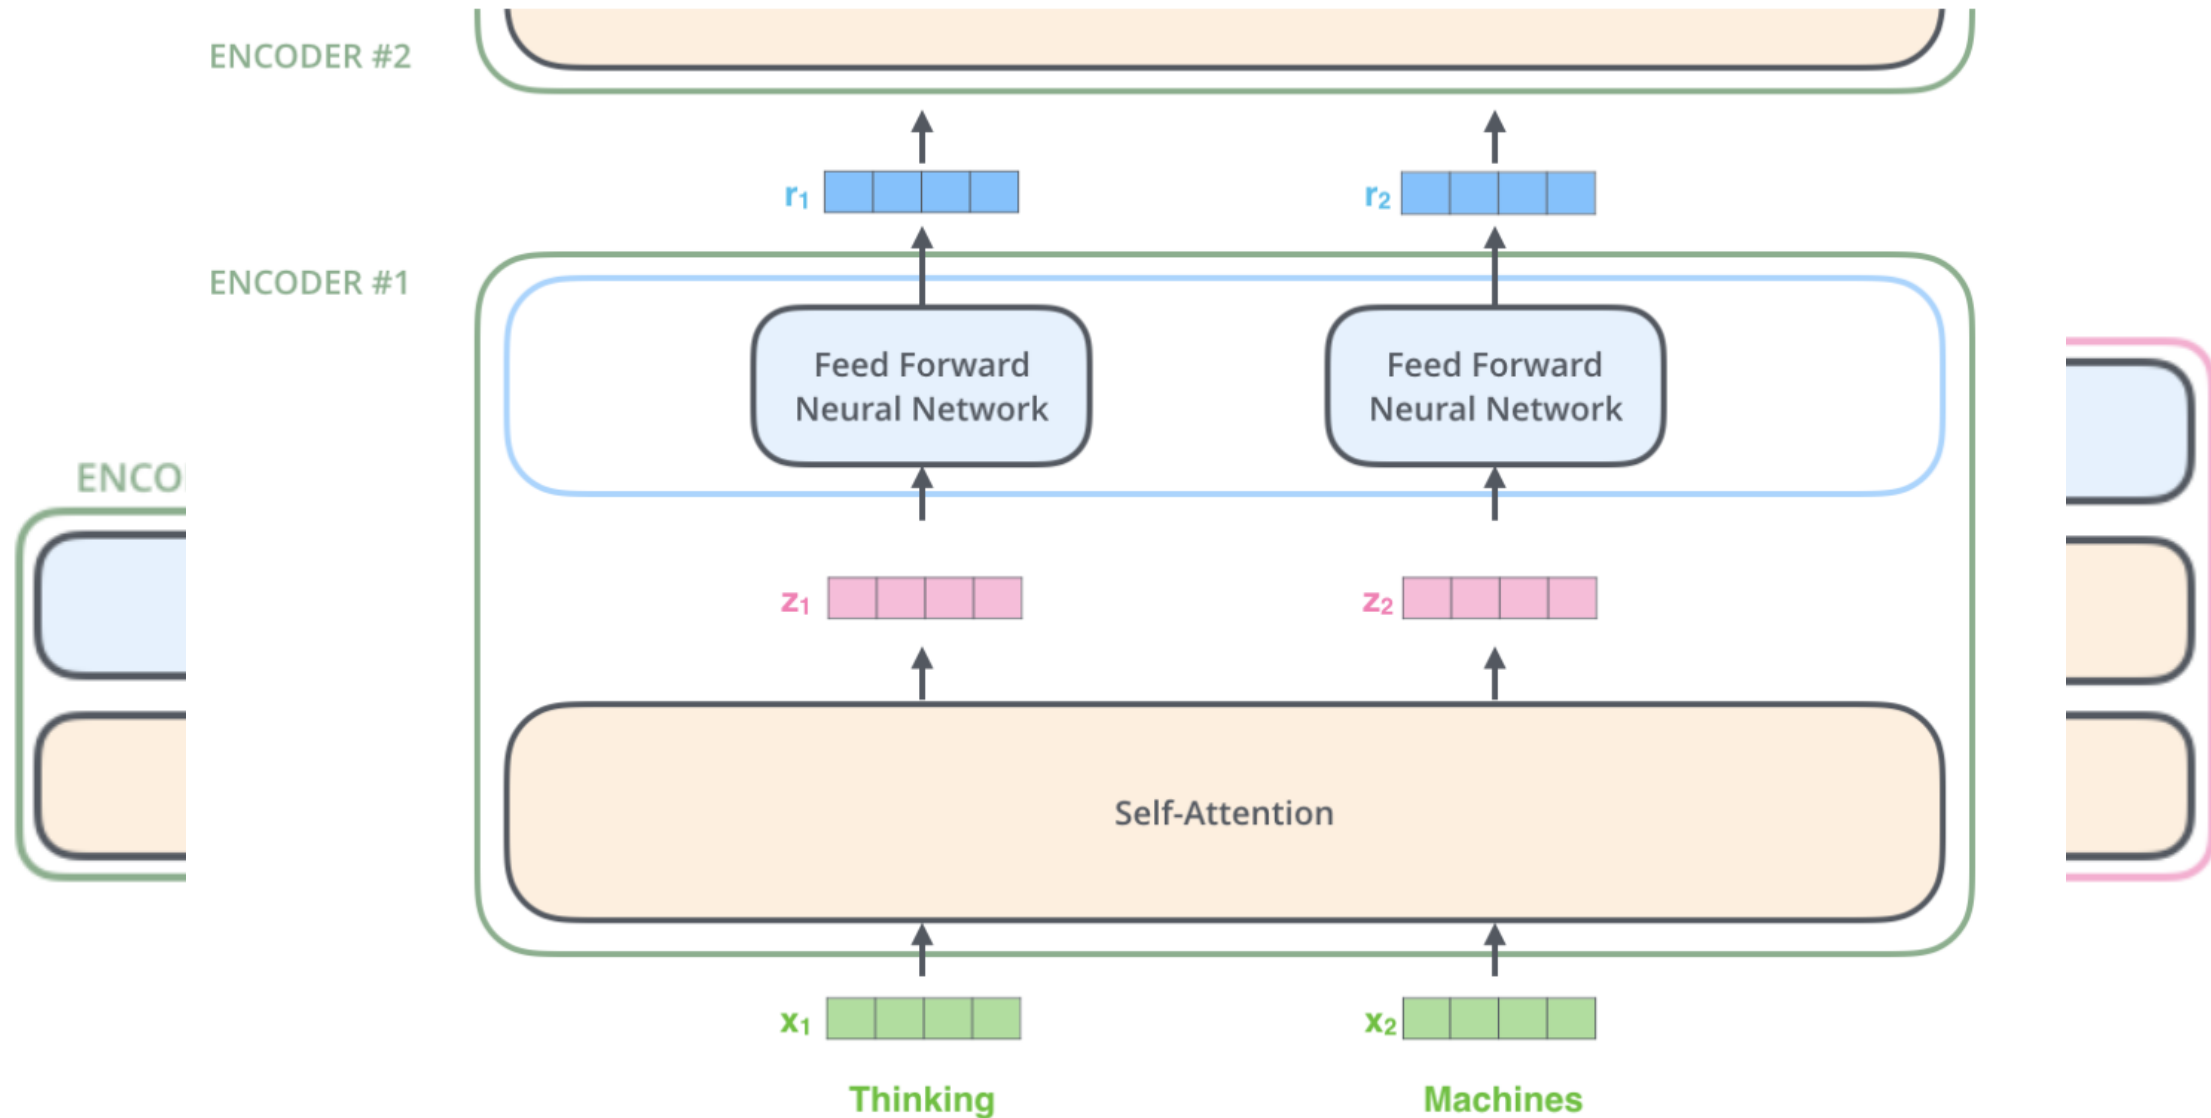 ENCODER #2
r1
r2
ENCODER #1
Feed Forward
Neural Network
Feed Forward
Neural Network
ENCO
z1
z2
Self-Attention
x1
x2
Thinking
Machines